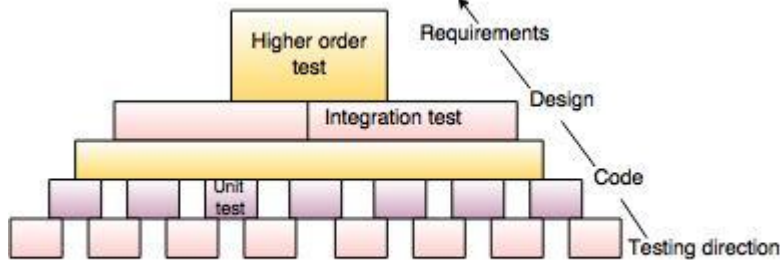 Higher order
test
Requirements
Design
Integration test
Code
Unit
test
Testing direction